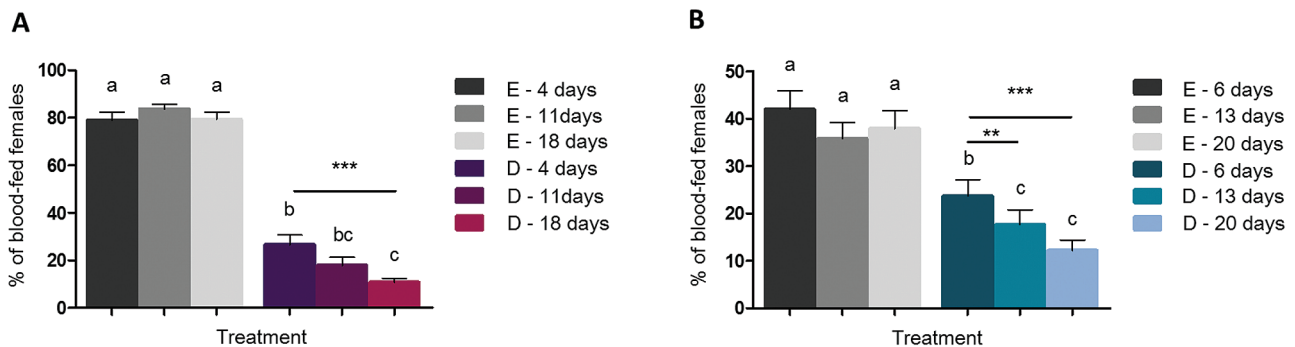 A
% of blood-fed females
100
80
60
40
20
0
a
a
a
b
bc
c
***
Treatment
E - 4 days
E - 11days
E - 18 days
D - 4 days
D - 11days
D - 18 days
B
% of blood-fed females
50
40
30
20
10
0
a
a
a
b
c
c
**
***
Treatment
E - 6 days
E - 13 days
E - 20 days
D - 6 days
D - 13 days
D - 20 days